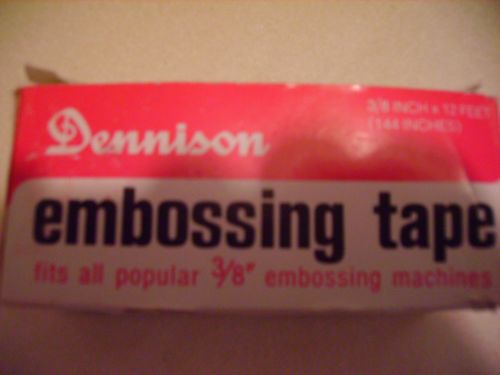 Dennison
3/8 INCH x 12 FEET
(144 INCHES)
embossing tape
fits all popular 3/8" embossing machines